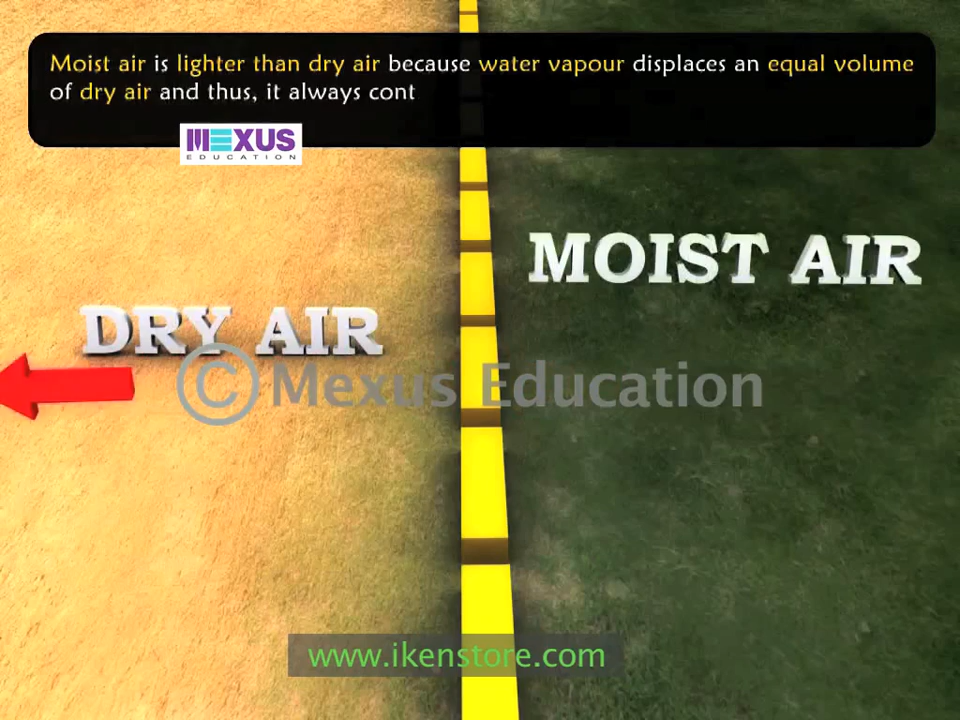 Moist air is lighter than dry air because water vapour displaces an equal volume
of dry air and thus, it always cont
MEXUS
EDUCATION
MOIST AIR
DRY AIR
© Mexus Education
www.ikenstore.com